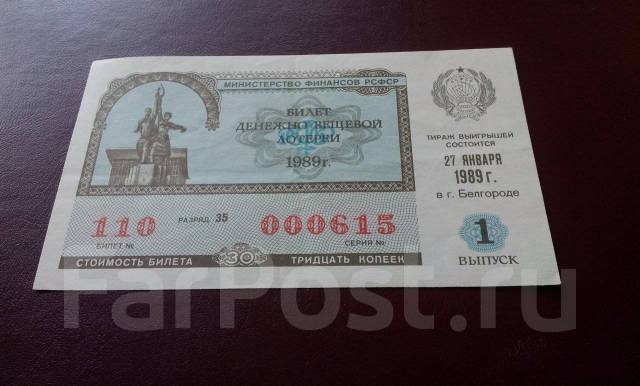 МИНИСТЕРСТВО ФИНАНСОВ РСФСР
БИЛЕТ
ДЕНЕЖНО-ВЕЩЕВОЙ
ЛОТЕРЕИ
1989 г.
110 РАЗРЯД 35 000615
БИЛЕТ № СЕРИЯ №
СТОИМОСТЬ БИЛЕТА 30 ТРИДЦАТЬ КОПЕЕК
ТИРАЖ ВЫИГРЫШЕЙ
СОСТОИТСЯ
27 ЯНВАРЯ
1989 г.
в г. Белгороде
1
ВЫПУСК
FarPost.ru